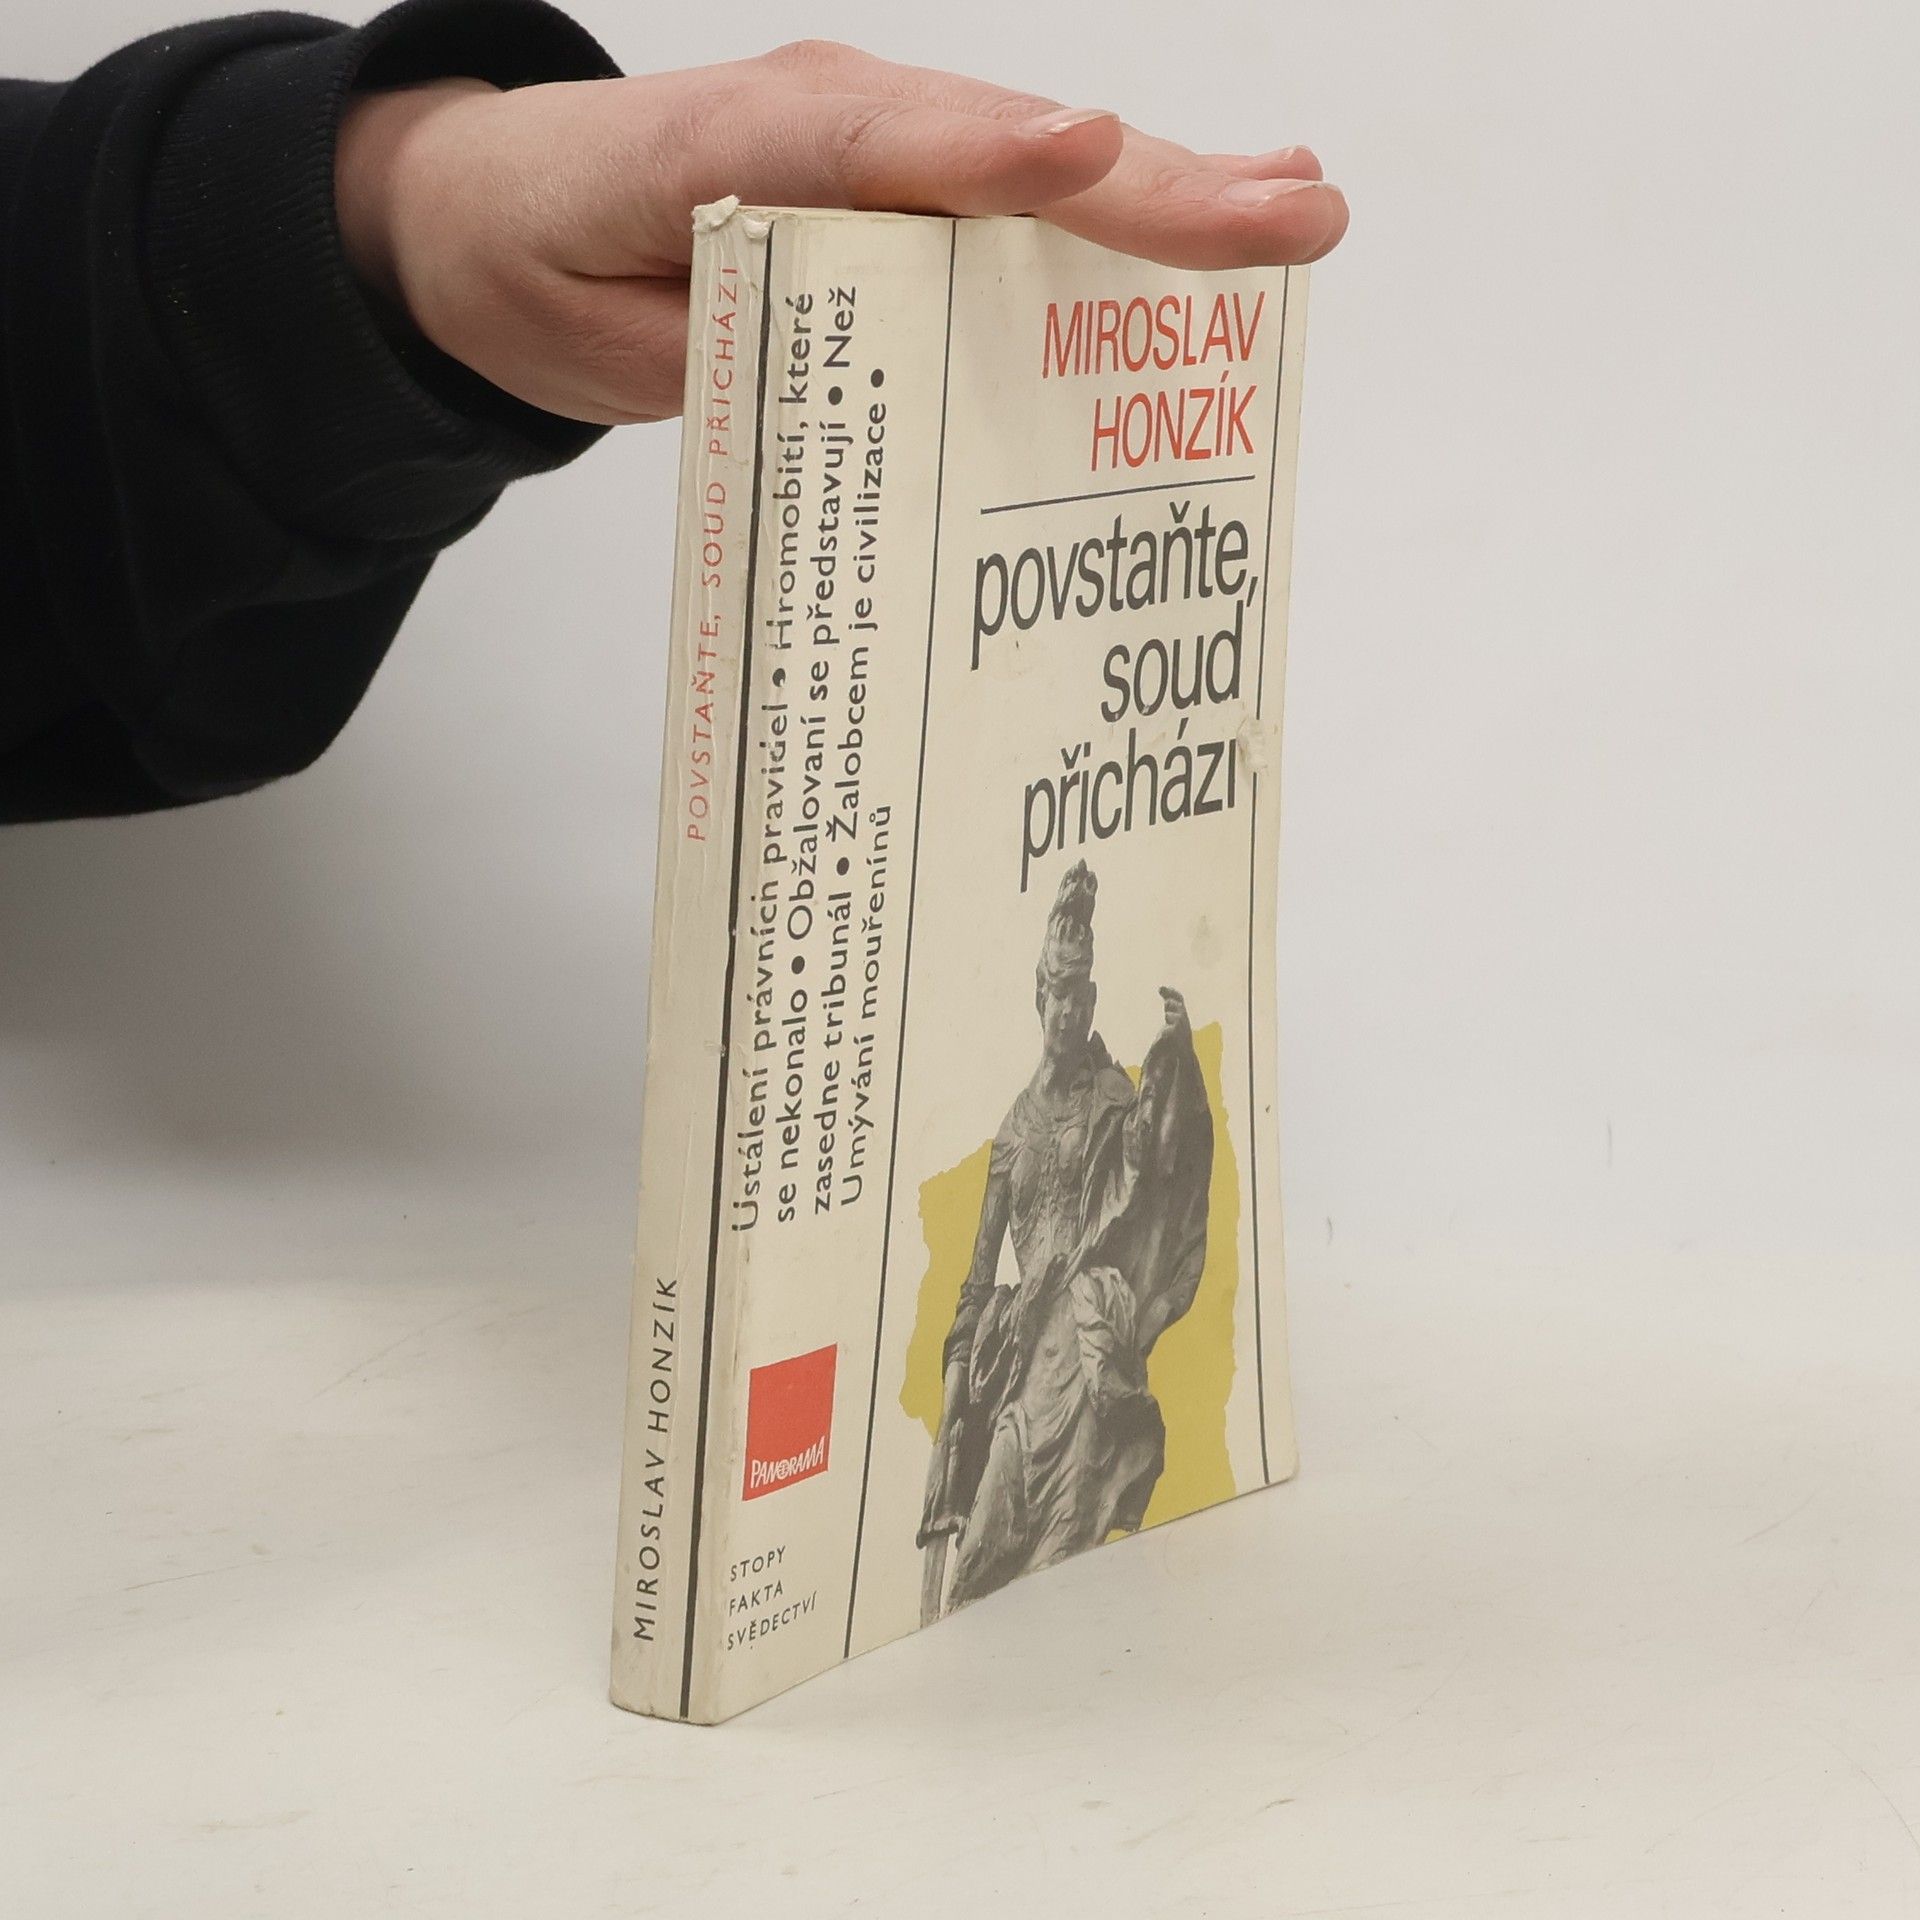 POVSTAŇTE, SOUD PŘICHÁZÍ
MIROSLAV HONZÍK
Ustálení právních pravidel • Hromobití, které
se nekonalo • Obžalovaní se představují • Než
zasedne tribunál • Žalobcem je civilizace •
Umývání mouřenínů
PANORAMA
STOPY
FAKTA
SVĚDECTVÍ
MIROSLAV
HONZÍK
povstaňte,
soud
přichází